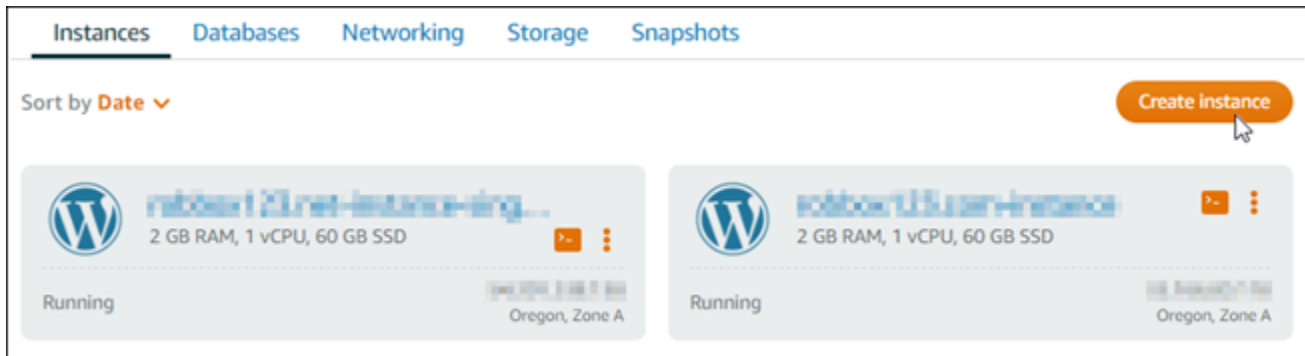 Instances Databases Networking Storage Snapshots
Sort by Date
Create instance
2 GB RAM, 1 vCPU, 60 GB SSD
2 GB RAM, 1 vCPU, 60 GB SSD
Running
Oregon, Zone A
Running
Oregon, Zone A